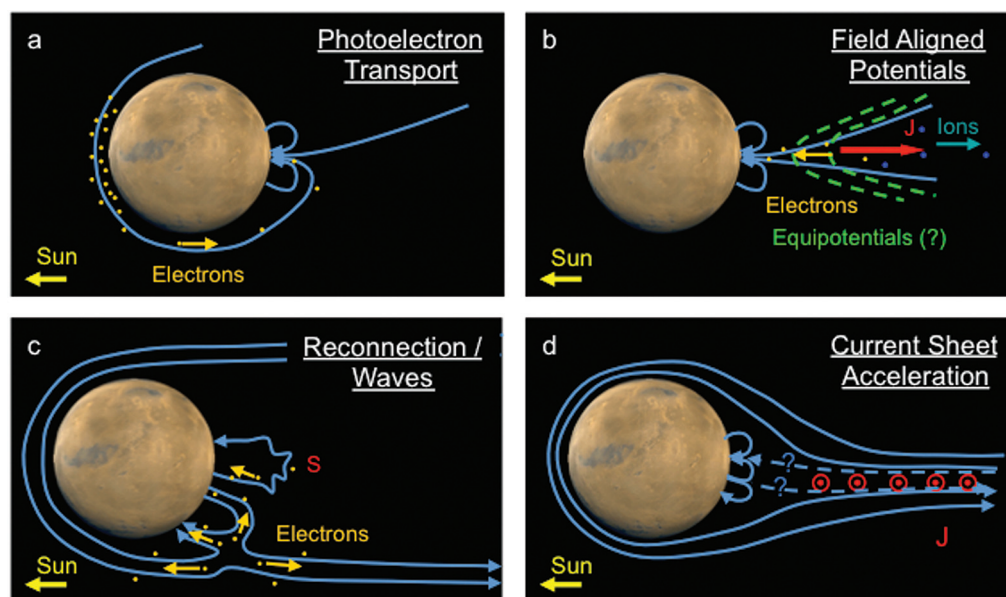 a
Photoelectron
Transport
Sun
Electrons
b
Field Aligned
Potentials
J
Ions
Electrons
Equipotentials (?)
Sun
c
Reconnection /
Waves
S
Electrons
Sun
d
Current Sheet
Acceleration
?
?
J
Sun